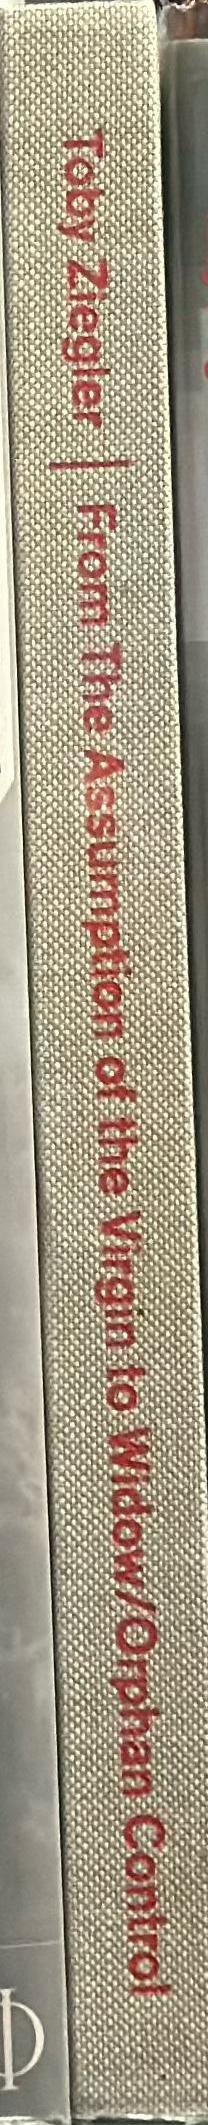 Toby Ziegler | From The Assumption of the Virgin to Widow/Orphan Control